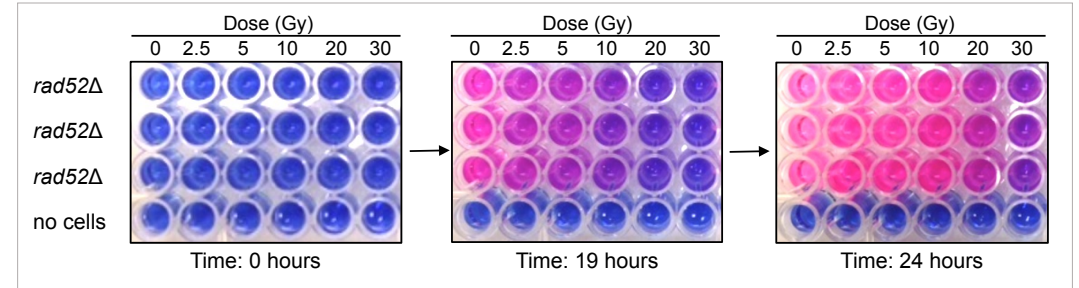 Dose (Gy) Dose (Gy) Dose (Gy)
0 2.5 5 10 20 30 0 2.5 5 10 20 30 0 2.5 5 10 20 30
rad52Δ
rad52Δ
rad52Δ
no cells
Time: 0 hours Time: 19 hours Time: 24 hours